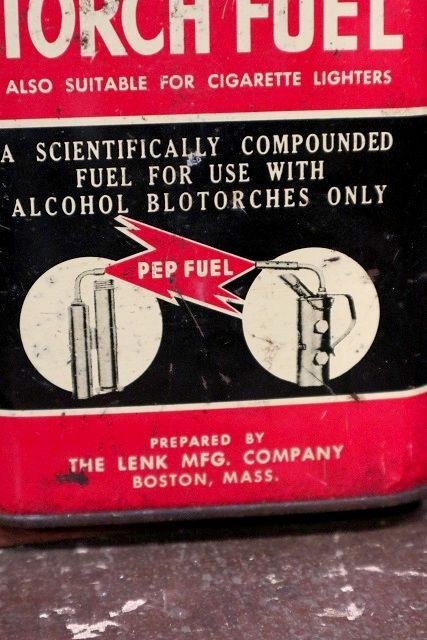 TORCH FUEL
ALSO SUITABLE FOR CIGARETTE LIGHTERS
A SCIENTIFICALLY COMPOUNDED
FUEL FOR USE WITH
ALCOHOL BLOTORCHES ONLY
PEP FUEL
PREPARED BY
THE LENK MFG. COMPANY
BOSTON, MASS.